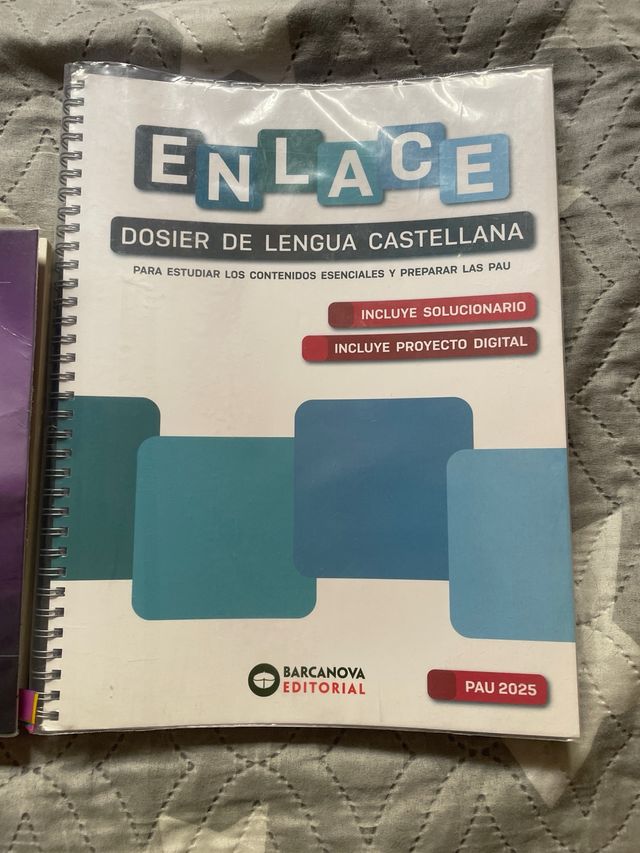 ENLACE
DOSIER DE LENGUA CASTELLANA
PARA ESTUDIAR LOS CONTENIDOS ESENCIALES Y PREPARAR LAS PAU
INCLUYE SOLUCIONARIO
INCLUYE PROYECTO DIGITAL
BARCANOVA
EDITORIAL
PAU 2025